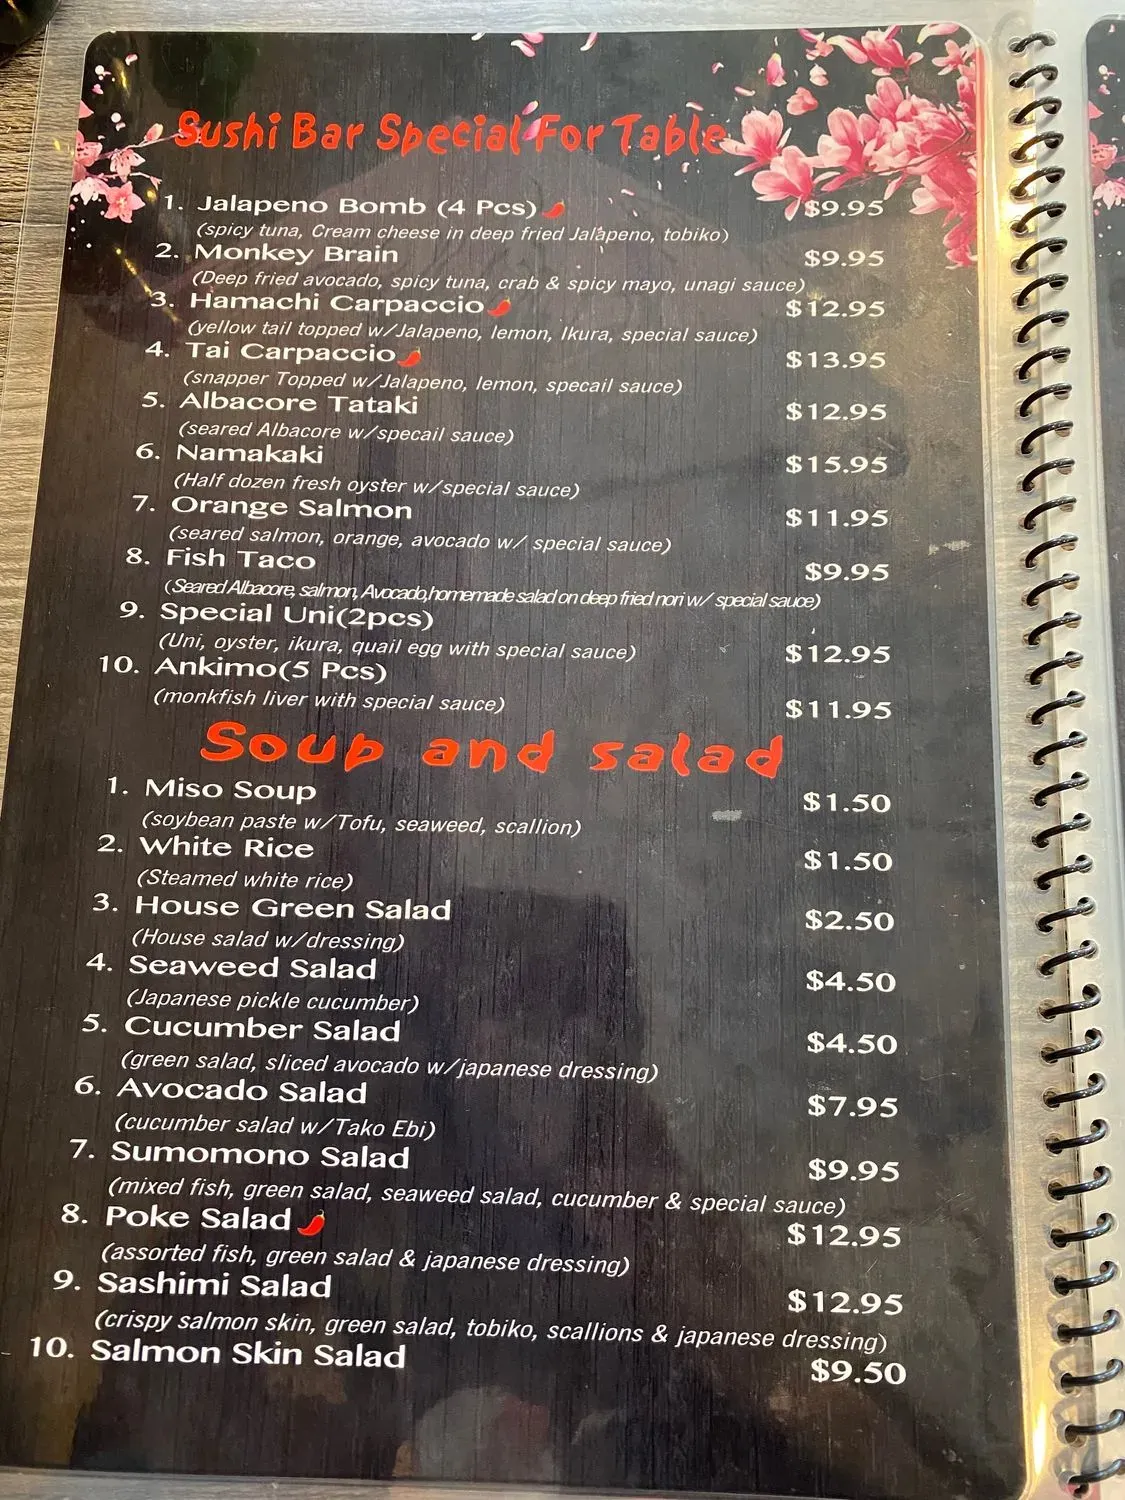 Sushi Bar Special For Table
1. Jalapeno Bomb (4 Pcs) $9.95
(spicy tuna, Cream cheese in deep fried Jalapeno, tobiko)
2. Monkey Brain $9.95
(Deep fried avocado, spicy tuna, crab & spicy mayo, unagi sauce)
3. Hamachi Carpaccio $12.95
(yellow tail topped w/Jalapeno, lemon, Ikura, special sauce)
4. Tai Carpaccio $13.95
(snapper Topped w/Jalapeno, lemon, specail sauce)
5. Albacore Tataki $12.95
(seared Albacore w/specail sauce)
6. Namakaki $15.95
(Half dozen fresh oyster w/special sauce)
7. Orange Salmon $11.95
(seared salmon, orange, avocado w/ special sauce)
8. Fish Taco $9.95
(Seared Albacore, salmon, Avocado,homemade salad on deep fried nori w/ special sauce)
9. Special Uni(2pcs)
(Uni, oyster, ikura, quail egg with special sauce) $12.95
10. Ankimo(5 Pcs)
(monkfish liver with special sauce) $11.95
Soup and salad
1. Miso Soup $1.50
(soybean paste w/Tofu, seaweed, scallion)
2. White Rice $1.50
(Steamed white rice)
3. House Green Salad $2.50
(House salad w/dressing)
4. Seaweed Salad $4.50
(Japanese pickle cucumber)
5. Cucumber Salad $4.50
(green salad, sliced avocado w/japanese dressing)
6. Avocado Salad $7.95
(cucumber salad w/Tako Ebi)
7. Sumomono Salad $9.95
(mixed fish, green salad, seaweed salad, cucumber & special sauce)
8. Poke Salad $12.95
(assorted fish, green salad & japanese dressing)
9. Sashimi Salad $12.95
(crispy salmon skin, green salad, tobiko, scallions & japanese dressing)
10. Salmon Skin Salad $9.50